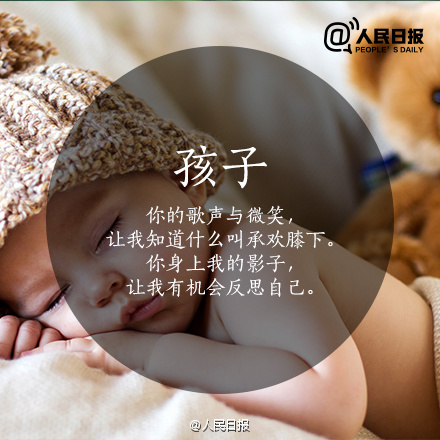 @人民日报
PEOPLE'S DAILY
孩子
你的歌声与微笑，
让我知道什么叫承欢膝下。
你身上我的影子，
让我有机会反思自己。
@人民日报